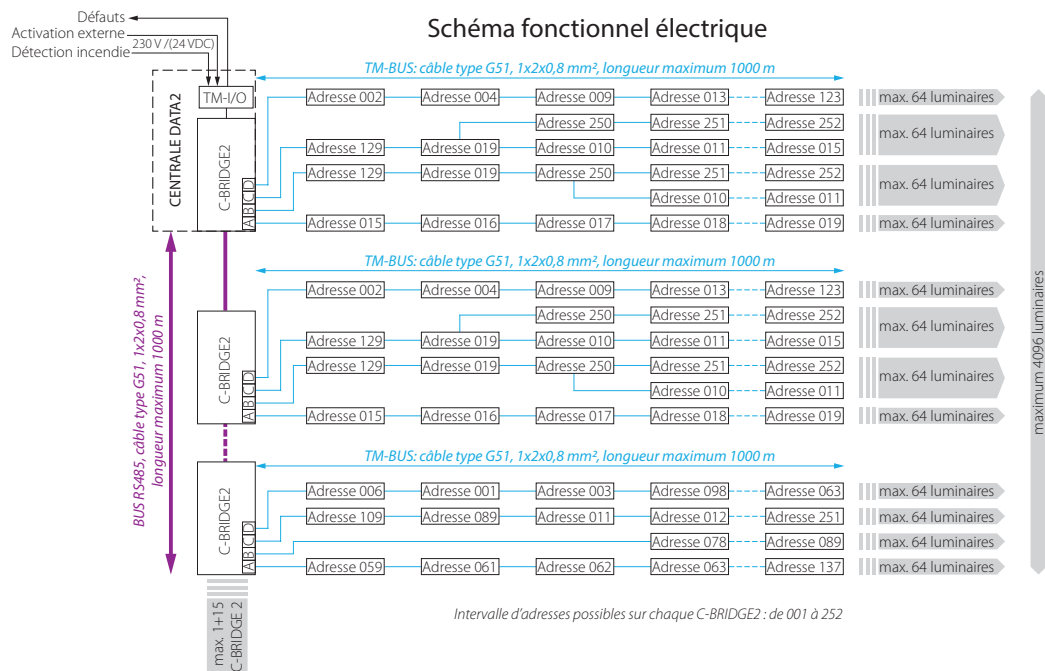 Schéma fonctionnel électrique
Défauts
Activation externe
Détection incendie
230 V /(24 VDC)
TM-BUS: câble type G51, 1x2x0,8 mm², longueur maximum 1000 m
CENTRALE DATA2
TM-I/O
C-BRIDGE2
A B C D
Adresse 002 Adresse 004 Adresse 009 Adresse 013 Adresse 123 max. 64 luminaires
Adresse 250 Adresse 251 Adresse 252
max. 64 luminaires
Adresse 129 Adresse 019 Adresse 010 Adresse 011 Adresse 015
Adresse 129 Adresse 019 Adresse 250 Adresse 251 Adresse 252
max. 64 luminaires
Adresse 010 Adresse 011
Adresse 015 Adresse 016 Adresse 017 Adresse 018 Adresse 019 max. 64 luminaires
BUS RS485, câble type G51, 1x2x0,8 mm²,
longueur maximum 1000 m
TM-BUS: câble type G51, 1x2x0,8 mm², longueur maximum 1000 m
C-BRIDGE2
A B C D
Adresse 002 Adresse 004 Adresse 009 Adresse 013 Adresse 123 max. 64 luminaires
Adresse 250 Adresse 251 Adresse 252
max. 64 luminaires
Adresse 129 Adresse 019 Adresse 010 Adresse 011 Adresse 015
Adresse 129 Adresse 019 Adresse 250 Adresse 251 Adresse 252
max. 64 luminaires
Adresse 010 Adresse 011
Adresse 015 Adresse 016 Adresse 017 Adresse 018 Adresse 019 max. 64 luminaires
maximum 4096 luminaires
TM-BUS: câble type G51, 1x2x0,8 mm², longueur maximum 1000 m
C-BRIDGE2
A B C D
Adresse 006 Adresse 001 Adresse 003 Adresse 098 Adresse 063 max. 64 luminaires
Adresse 109 Adresse 089 Adresse 011 Adresse 012 Adresse 251 max. 64 luminaires
Adresse 078 Adresse 089 max. 64 luminaires
Adresse 059 Adresse 061 Adresse 062 Adresse 063 Adresse 137 max. 64 luminaires
max. 1+15
C-BRIDGE 2
Intervalle d'adresses possibles sur chaque C-BRIDGE2 : de 001 à 252